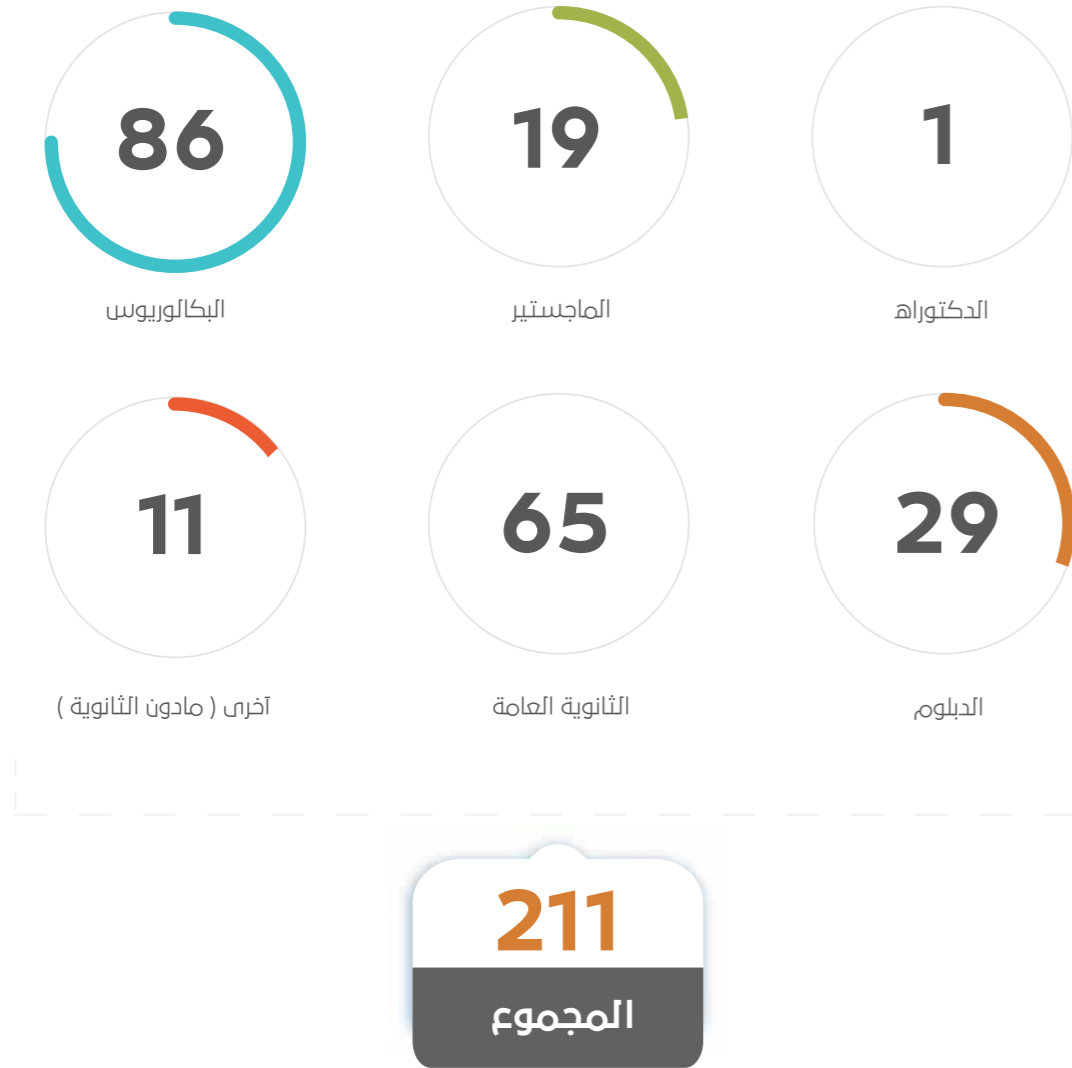 1
الدكتوراه
19
الماجستير
86
البكالوريوس
29
الدبلوم
65
الثانوية العامة
11
آخرى ( مادون الثانوية )
211
المجموع